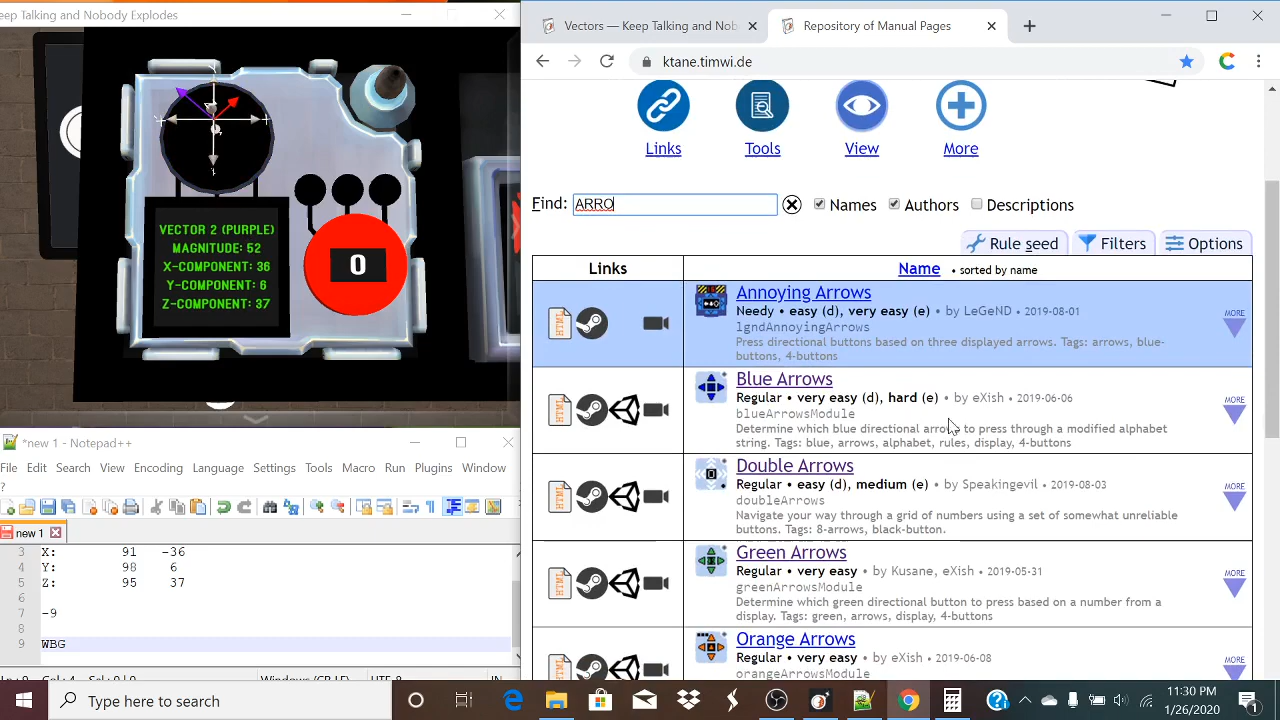 eep Talking and Nobody Explodes
VECTOR 2 (PURPLE)
MAGNITUDE: 52
X-COMPONENT: 36
Y-COMPONENT: 6
Z-COMPONENT: 37
0
*new 1 - Notepad++
File Edit Search View Encoding Language Settings Tools Macro Run Plugins Window
?
new 1
3 X: 91 -36
4 Y: 98 6
5 Z: 95 37
6
7 -9
8
9 WBG
Vectors — Keep Talking and Nob
Repository of Manual Pages
ktane.timwi.de
Links Tools View More
Find: ARRO Names Authors Descriptions
Rule seed Filters Options
Links Name • sorted by name
HTML
Annoying Arrows
Needy • easy (d), very easy (e) • by LeGeND • 2019-08-01
lgndAnnoyingArrows
Press directional buttons based on three displayed arrows. Tags: arrows, blue-
buttons, 4-buttons
MORE
HTML
Blue Arrows
Regular • very easy (d), hard (e) • by eXish • 2019-06-06
blueArrowsModule
Determine which blue directional arrow to press through a modified alphabet
string. Tags: blue, arrows, alphabet, rules, display, 4-buttons
MORE
HTML
Double Arrows
Regular • easy (d), medium (e) • by Speakingevil • 2019-08-03
doubleArrows
Navigate your way through a grid of numbers using a set of somewhat unreliable
buttons. Tags: 8-arrows, black-button.
MORE
HTML
Green Arrows
Regular • very easy • by Kusane, eXish • 2019-05-31
greenArrowsModule
Determine which green directional button to press based on a number from a
display. Tags: green, arrows, display, 4-buttons
MORE
HTML
Orange Arrows
Regular • very easy • by eXish • 2019-06-08
orangeArrowsModule
MORE
Type here to search
11:30 PM
1/26/2020